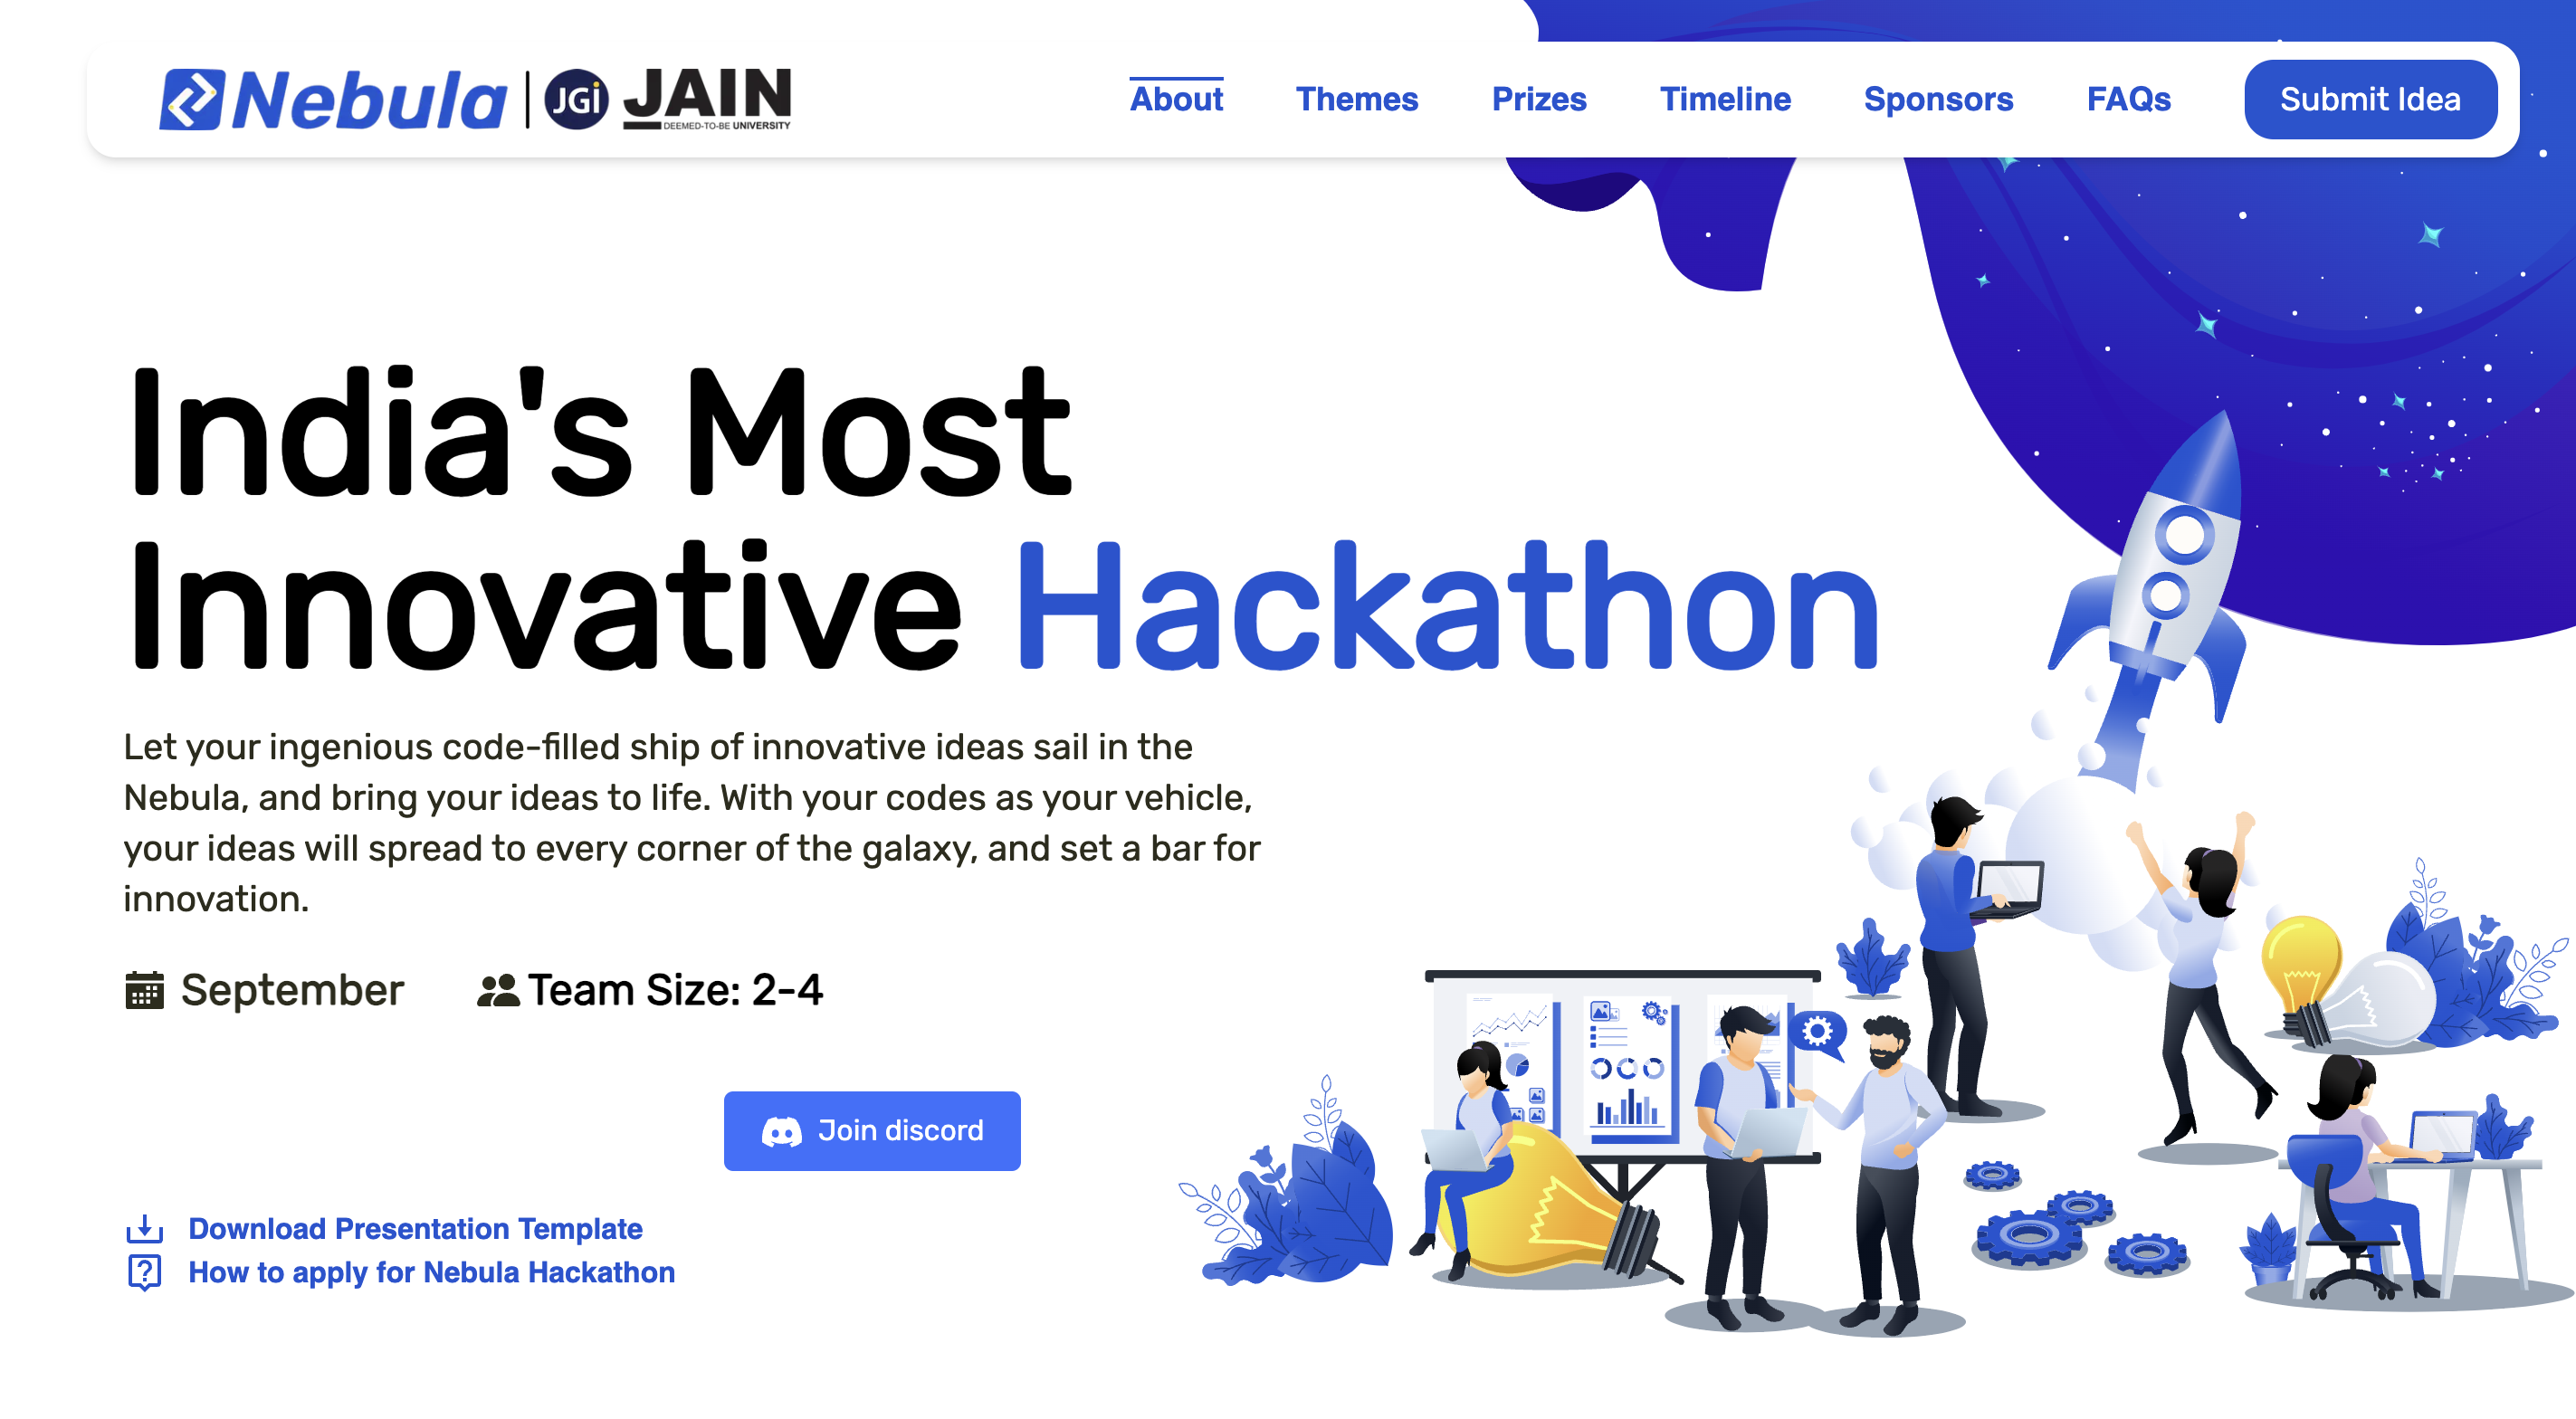 Nebula
JGi
JAIN
DEEMED-TO-BE UNIVERSITY
About
Themes
Prizes
Timeline
Sponsors
FAQs
Submit Idea
India's Most
Innovative Hackathon
Let your ingenious code-filled ship of innovative ideas sail in the
Nebula, and bring your ideas to life. With your codes as your vehicle,
your ideas will spread to every corner of the galaxy, and set a bar for
innovation.
September
Team Size: 2-4
Join discord
Download Presentation Template
How to apply for Nebula Hackathon